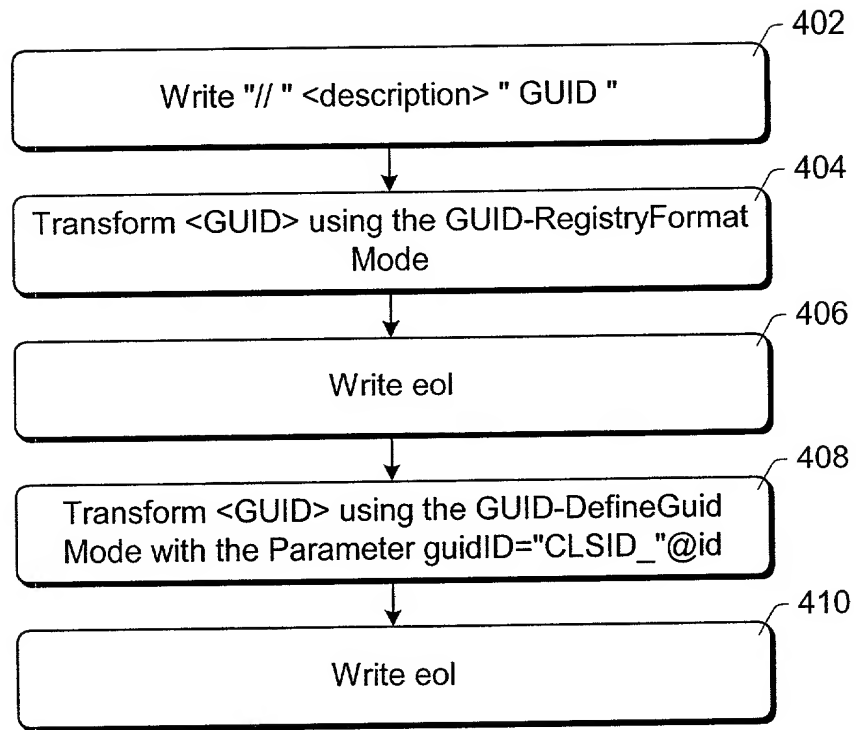 402
Write "// " <description> " GUID "
404
Transform <GUID> using the GUID-RegistryFormat
Mode
406
Write eol
408
Transform <GUID> using the GUID-DefineGuid
Mode with the Parameter guidID="CLSID_"@id
410
Write eol